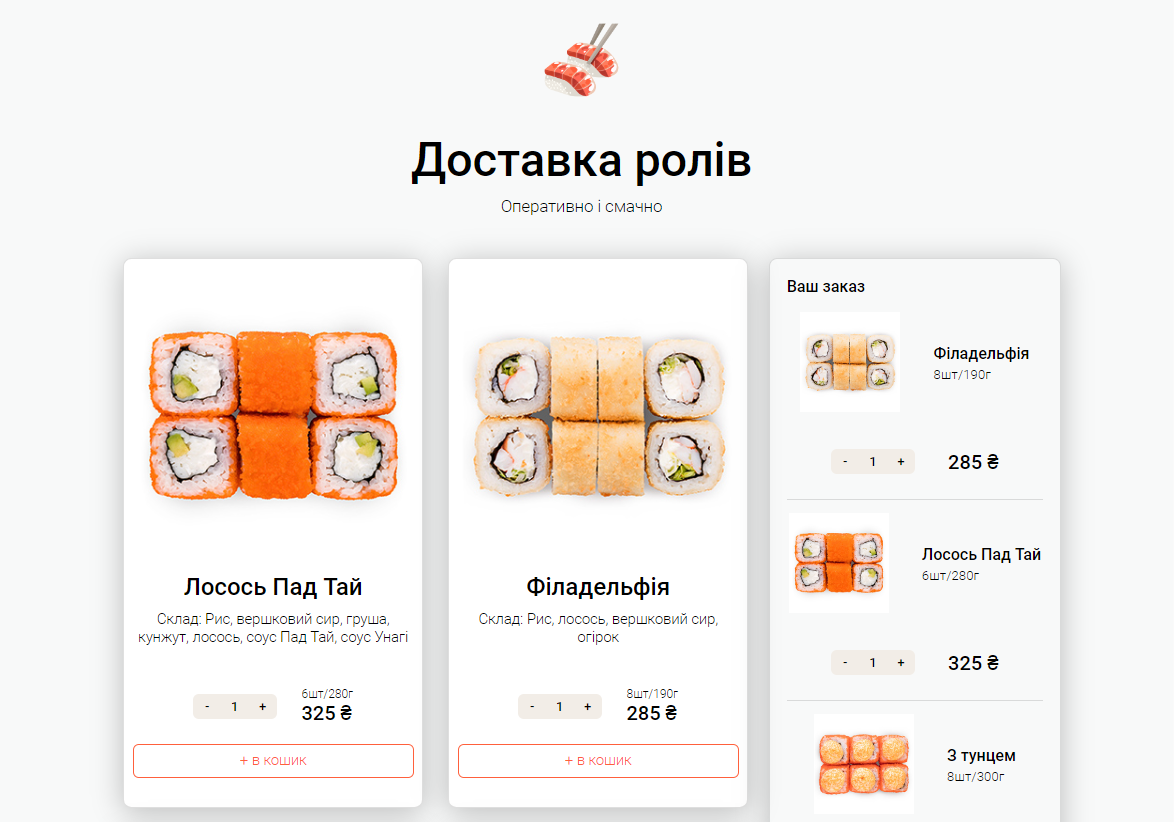 Доставка ролів
Оперативно і смачно
Лосось Пад Тай
Склад: Рис, вершковий сир, груша,
кунжут, лосось, соус Пад Тай, соус Унагі
- 1 +
6шт/280г
325 ₴
+ в кошик
Філадельфія
Склад: Рис, лосось, вершковий сир,
огірок
- 1 +
8шт/190г
285 ₴
+ в кошик
Ваш заказ
Філадельфія
8шт/190г
- 1 +
285 ₴
Лосось Пад Тай
6шт/280г
- 1 +
325 ₴
З тунцем
8шт/300г